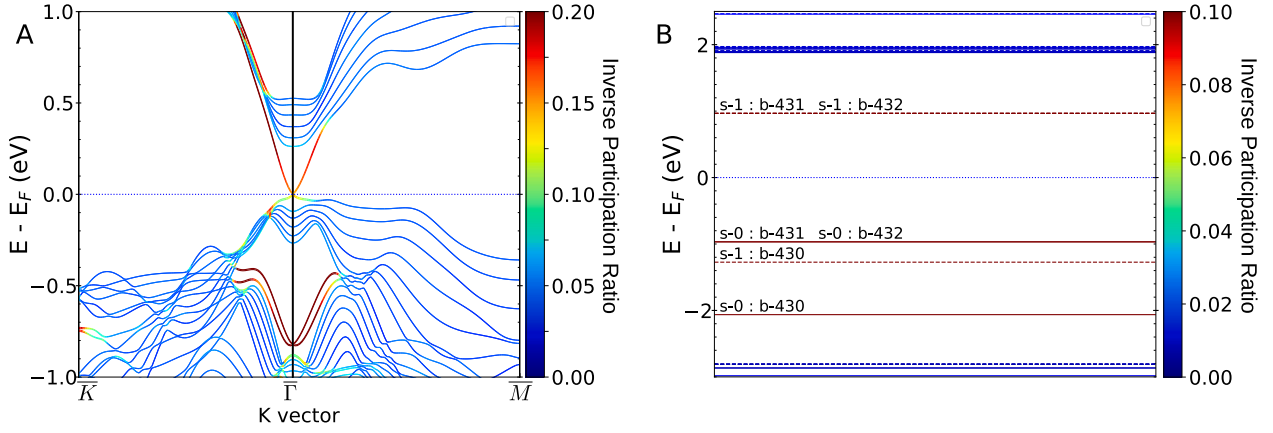 A
E - E_F (eV)
1.0
0.5
0.0
−0.5
−1.0
K̅
Γ̅
M̅
K vector
0.20
0.15
0.10
0.05
0.00
Inverse Participation Ratio
B
E - E_F (eV)
2
0
−2
s-1 : b-431 s-1 : b-432
s-0 : b-431 s-0 : b-432
s-1 : b-430
s-0 : b-430
0.10
0.08
0.06
0.04
0.02
0.00
Inverse Participation Ratio